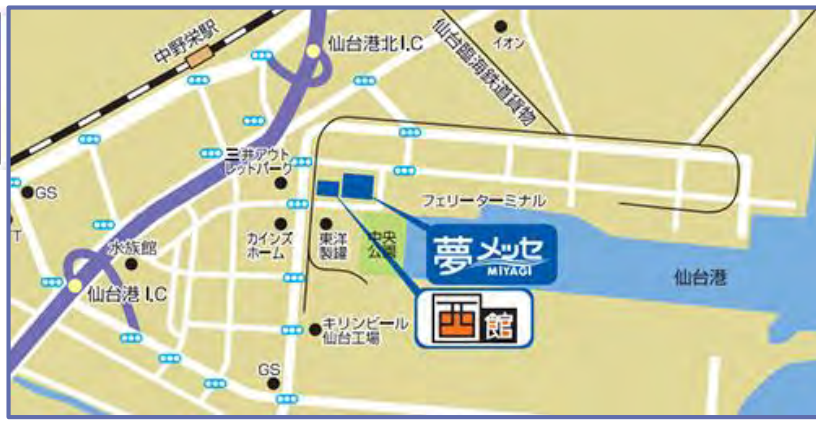 中野栄駅
仙台港北I.C
イオン
仙台臨海鉄道貨物
三井アウト
レットパーク
GS
フェリーターミナル
T
水族館
カインズ
ホーム
東洋
製罐
中央
公園
夢メッセ
MIYAGI
仙台港
仙台港 I.C
西館
キリンビール
仙台工場
GS